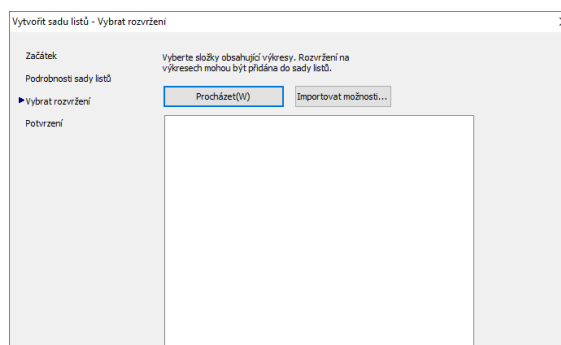 Vytvořit sadu listů - Vybrat rozvržení
Začátek
Podrobnosti sady listů
Vybrat rozvržení
Potvrzení
Vyberte složky obsahující výkresy. Rozvržení na
výkresech mohou být přidána do sady listů.
Procházet(W)
Importovat možnosti...